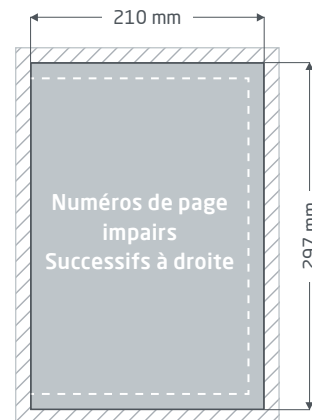 210 mm
Numéros de page
impairs
Successifs à droite
297 mm